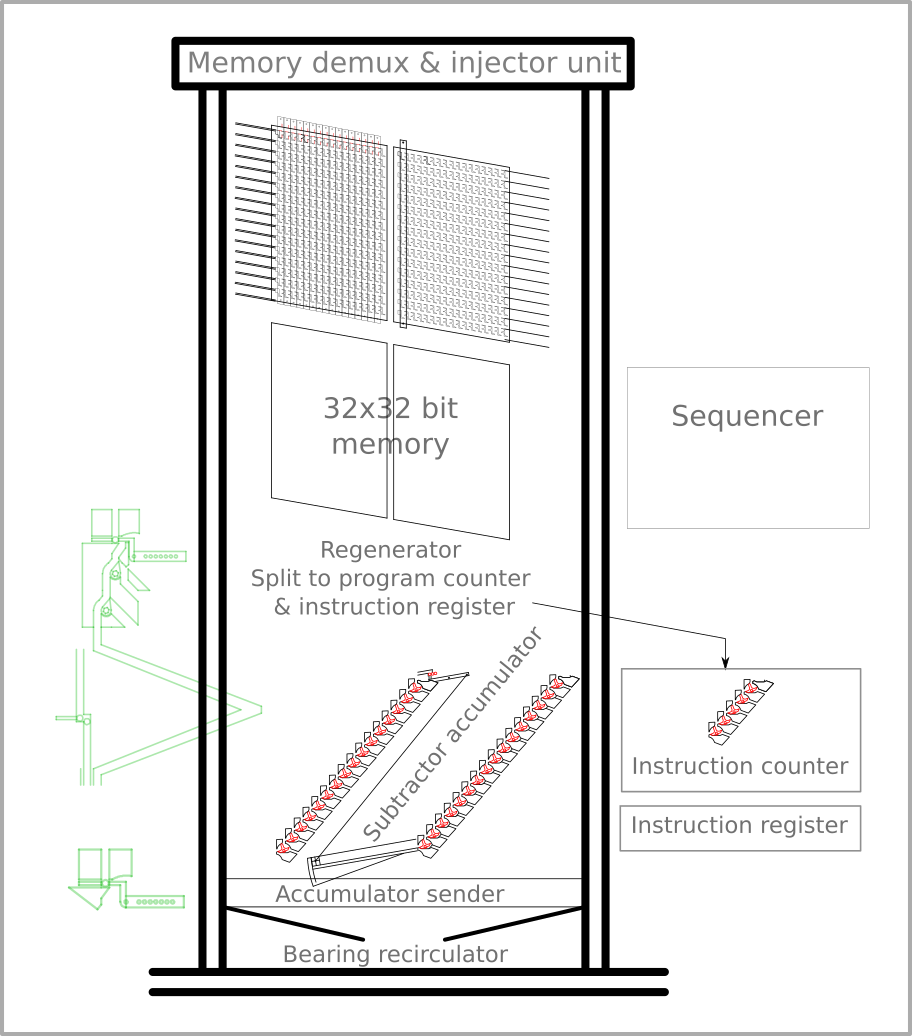 Memory demux & injector unit
32x32 bit
memory
Sequencer
Regenerator
Split to program counter
& instruction register
Subtractor accumulator
Instruction counter
Instruction register
Accumulator sender
Bearing recirculator